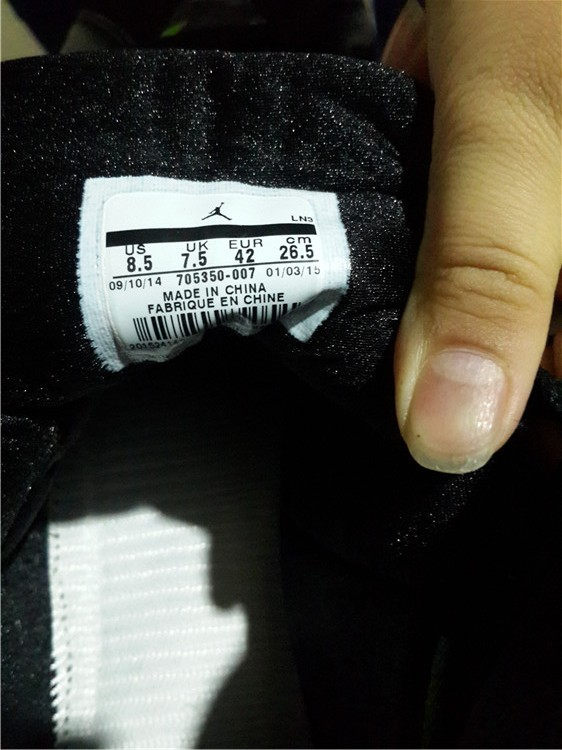 LN3
US UK EUR cm
8.5 7.5 42 26.5
09/10/14 705350-007 01/03/15
MADE IN CHINA
FABRIQUE EN CHINE